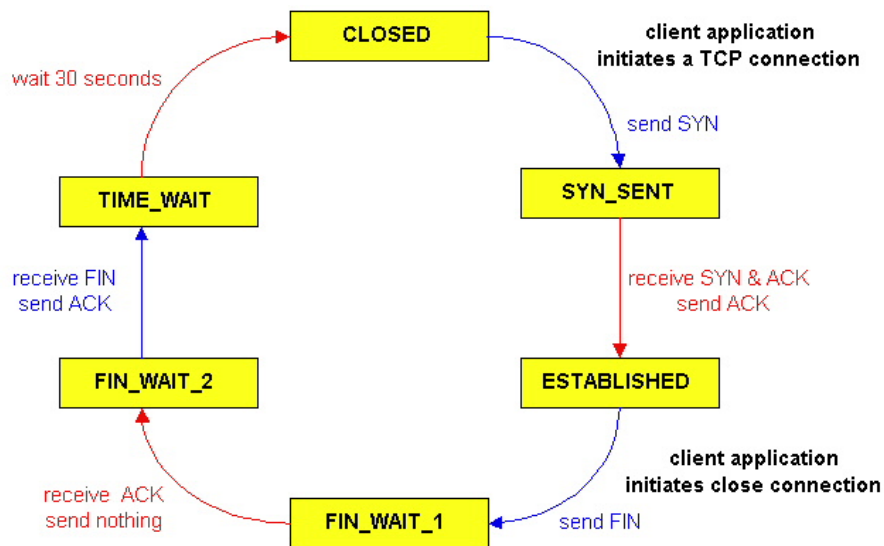 CLOSED
client application
initiates a TCP connection
wait 30 seconds
send SYN
TIME_WAIT
SYN_SENT
receive FIN
send ACK
receive SYN & ACK
send ACK
FIN_WAIT_2
ESTABLISHED
client application
initiates close connection
receive ACK
send nothing
FIN_WAIT_1
send FIN